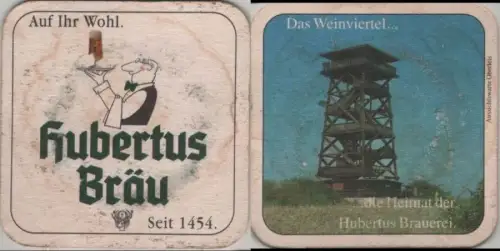 Auf Ihr Wohl.
Hubertus
Bräu
Seit 1454.
Das Weinviertel...
...die Heimat der
Hubertus Brauerei.